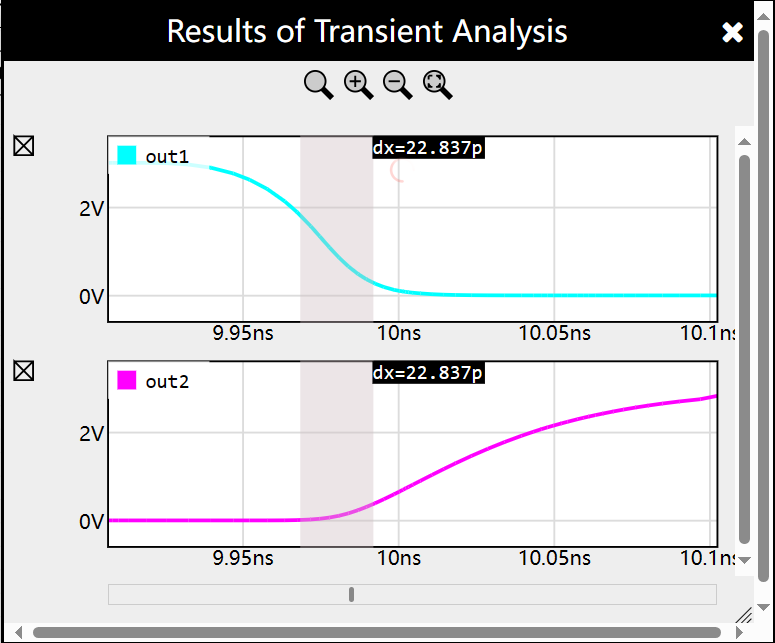 Results of Transient Analysis
out1
dx=22.837p
2V
0V
9.95ns 10ns 10.05ns 10.1ns
out2
dx=22.837p
2V
0V
9.95ns 10ns 10.05ns 10.1ns